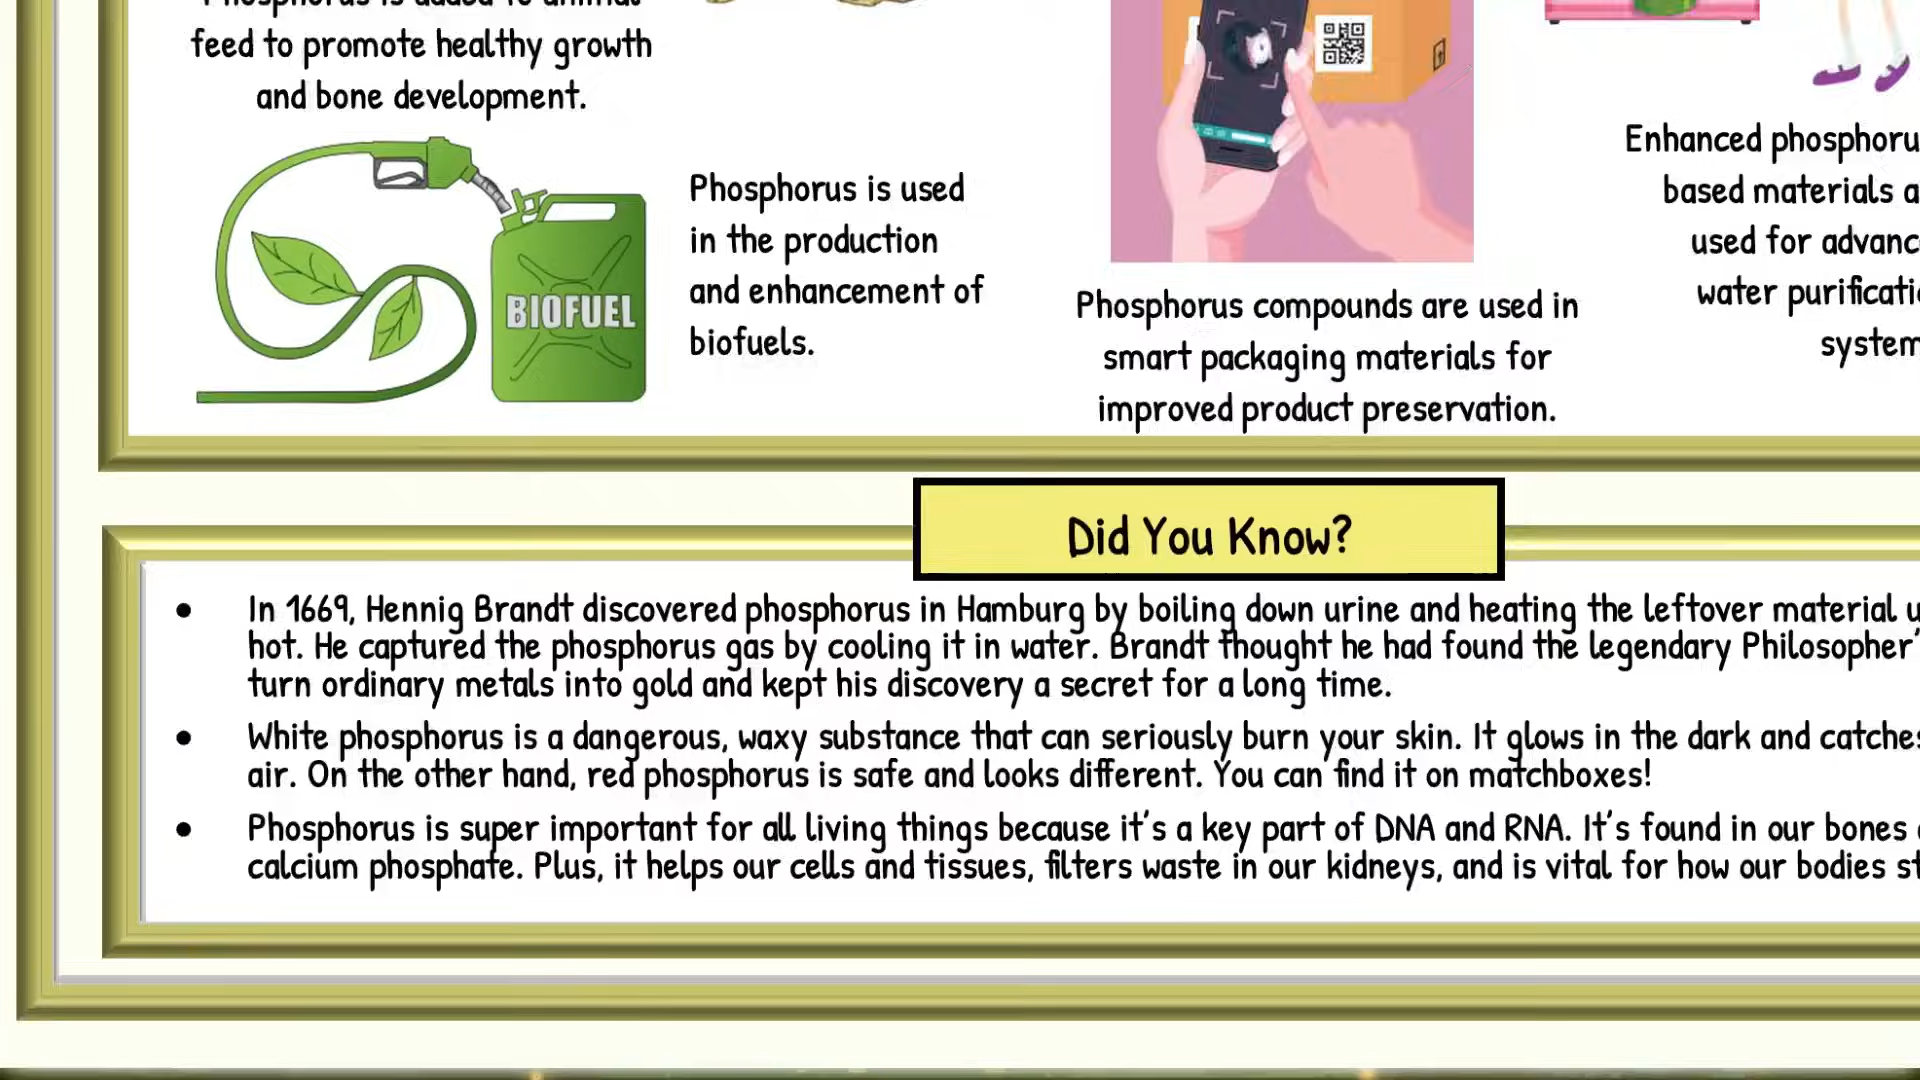 Phosphorus is added to animal
feed to promote healthy growth
and bone development.
BIOFUEL
Phosphorus is used
in the production
and enhancement of
biofuels.
Phosphorus compounds are used in
smart packaging materials for
improved product preservation.
Enhanced phosphoru
based materials a
used for advanc
water purificati
system
Did You Know?
• In 1669, Hennig Brandt discovered phosphorus in Hamburg by boiling down urine and heating the leftover material u
hot. He captured the phosphorus gas by cooling it in water. Brandt thought he had found the legendary Philosopher'
turn ordinary metals into gold and kept his discovery a secret for a long time.
• White phosphorus is a dangerous, waxy substance that can seriously burn your skin. It glows in the dark and catches
air. On the other hand, red phosphorus is safe and looks different. You can find it on matchboxes!
• Phosphorus is super important for all living things because it's a key part of DNA and RNA. It's found in our bones
calcium phosphate. Plus, it helps our cells and tissues, filters waste in our kidneys, and is vital for how our bodies st